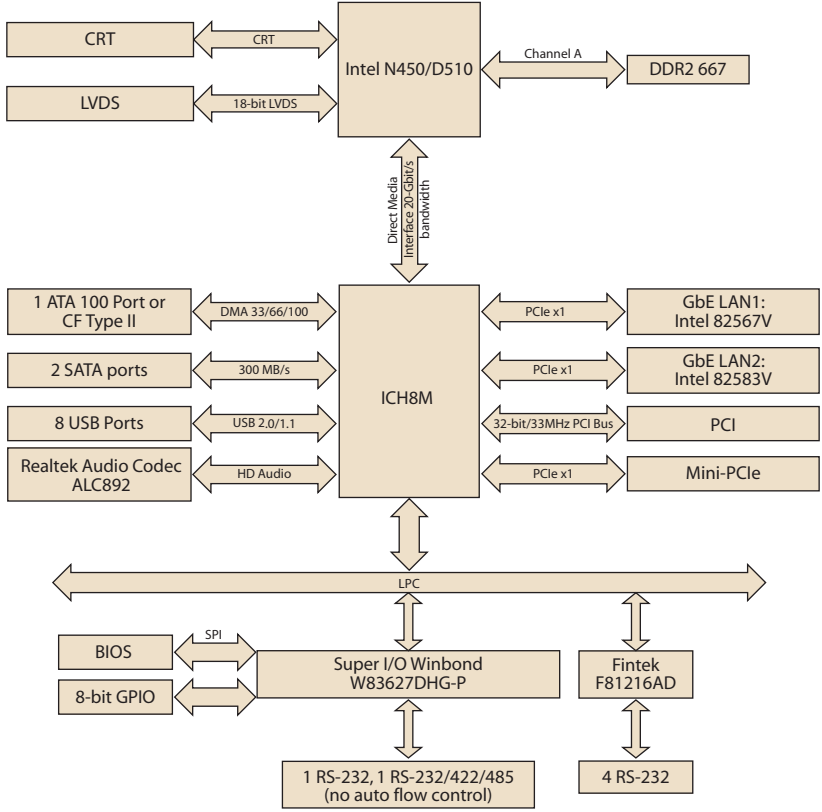 CRT
CRT
Intel N450/D510
Channel A
DDR2 667
LVDS
18-bit LVDS
Direct Media
Interface 20-Gbit/s
bandwidth
1 ATA 100 Port or
CF Type II
DMA 33/66/100
PCIe x1
GbE LAN1:
Intel 82567V
2 SATA ports
300 MB/s
ICH8M
PCIe x1
GbE LAN2:
Intel 82583V
8 USB Ports
USB 2.0/1.1
32-bit/33MHz PCI Bus
PCI
Realtek Audio Codec
ALC892
HD Audio
PCIe x1
Mini-PCIe
LPC
BIOS
SPI
Super I/O Winbond
W83627DHG-P
Fintek
F81216AD
8-bit GPIO
1 RS-232, 1 RS-232/422/485
(no auto flow control)
4 RS-232